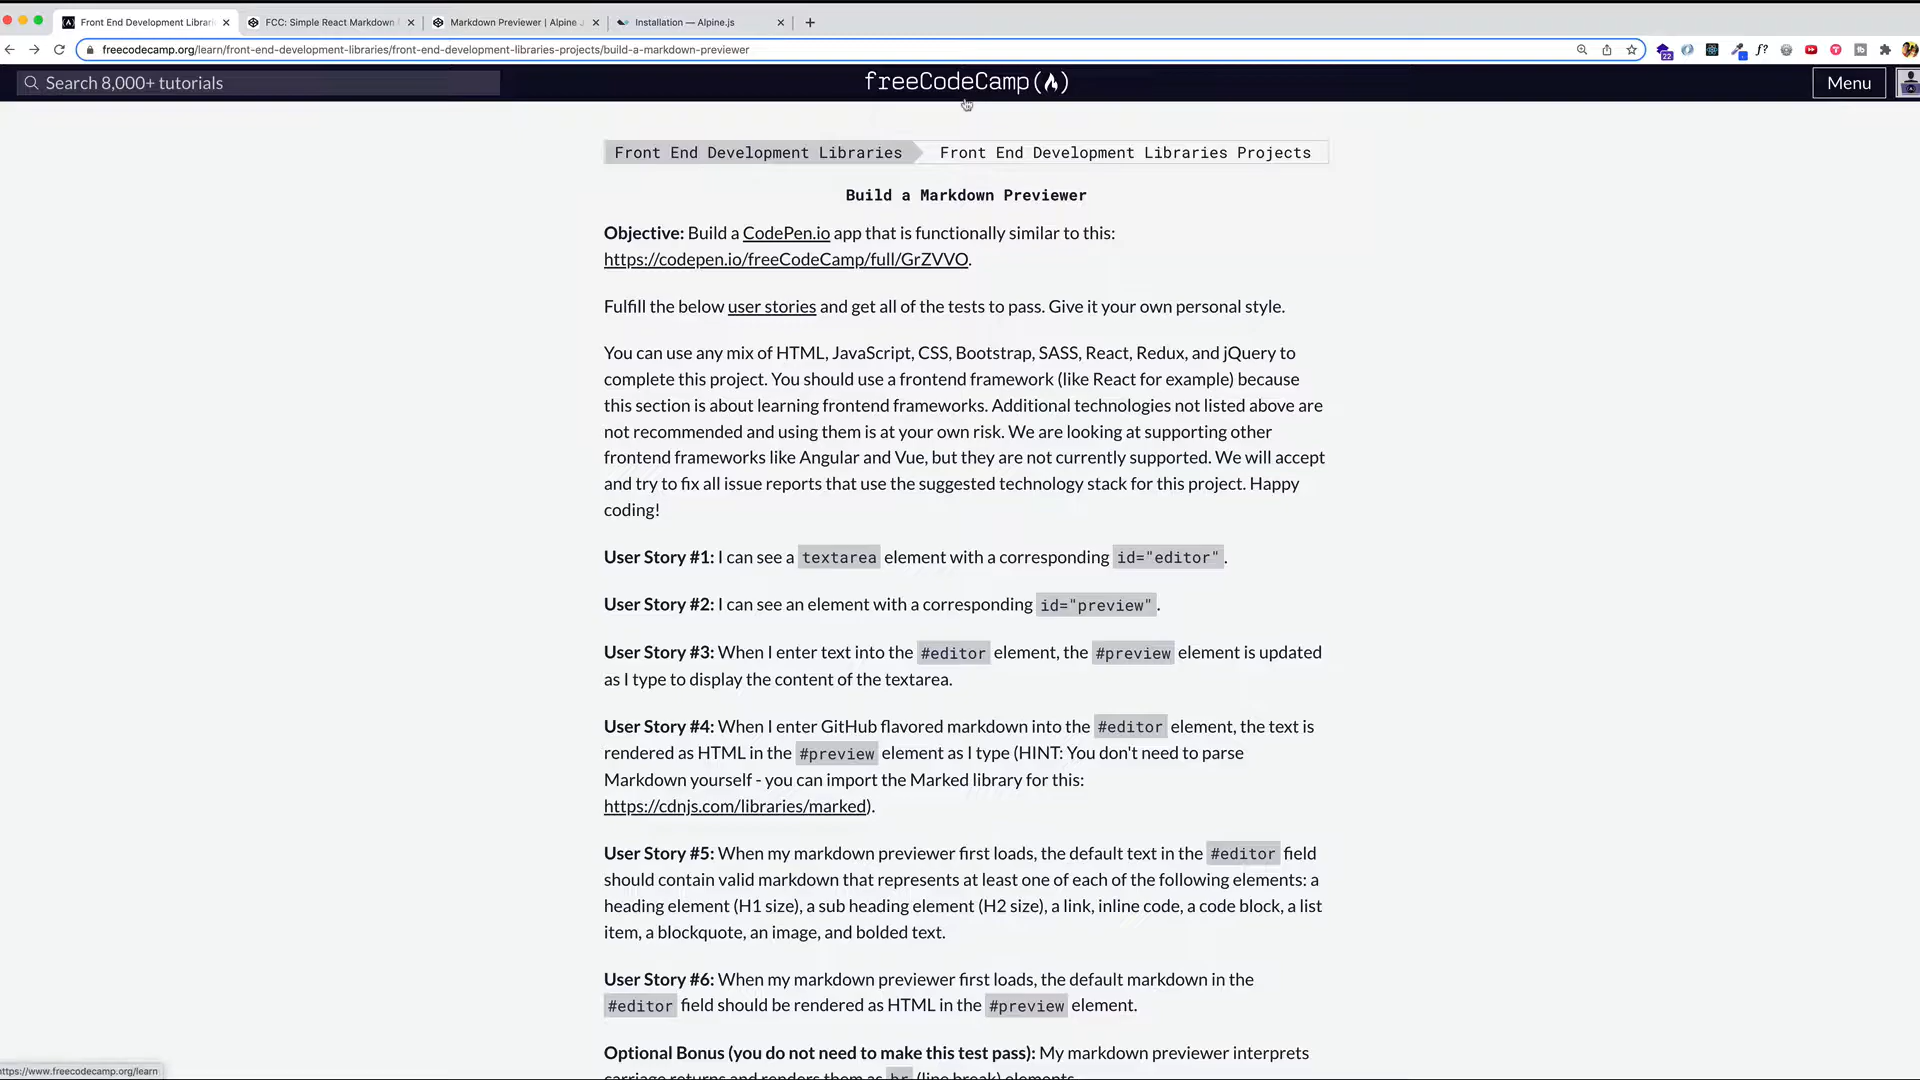 Front End Development Librari
FCC: Simple React Markdown
Markdown Previewer | Alpine
Installation — Alpine.js
freecodecamp.org/learn/front-end-development-libraries/front-end-development-libraries-projects/build-a-markdown-previewer
22
f?
Search 8,000+ tutorials
freeCodeCamp
Menu
Front End Development Libraries
Front End Development Libraries Projects
Build a Markdown Previewer
Objective: Build a CodePen.io app that is functionally similar to this:
https://codepen.io/freeCodeCamp/full/GrZVVO.
Fulfill the below user stories and get all of the tests to pass. Give it your own personal style.
You can use any mix of HTML, JavaScript, CSS, Bootstrap, SASS, React, Redux, and jQuery to
complete this project. You should use a frontend framework (like React for example) because
this section is about learning frontend frameworks. Additional technologies not listed above are
not recommended and using them is at your own risk. We are looking at supporting other
frontend frameworks like Angular and Vue, but they are not currently supported. We will accept
and try to fix all issue reports that use the suggested technology stack for this project. Happy
coding!
User Story #1: I can see a textarea element with a corresponding id="editor".
User Story #2: I can see an element with a corresponding id="preview".
User Story #3: When I enter text into the #editor element, the #preview element is updated
as I type to display the content of the textarea.
User Story #4: When I enter GitHub flavored markdown into the #editor element, the text is
rendered as HTML in the #preview element as I type (HINT: You don't need to parse
Markdown yourself - you can import the Marked library for this:
https://cdnjs.com/libraries/marked).
User Story #5: When my markdown previewer first loads, the default text in the #editor field
should contain valid markdown that represents at least one of each of the following elements: a
heading element (H1 size), a sub heading element (H2 size), a link, inline code, a code block, a list
item, a blockquote, an image, and bolded text.
User Story #6: When my markdown previewer first loads, the default markdown in the
#editor field should be rendered as HTML in the #preview element.
Optional Bonus (you do not need to make this test pass): My markdown previewer interprets
carriage returns and renders them as br (line break) elements.
https://www.freecodecamp.org/learn